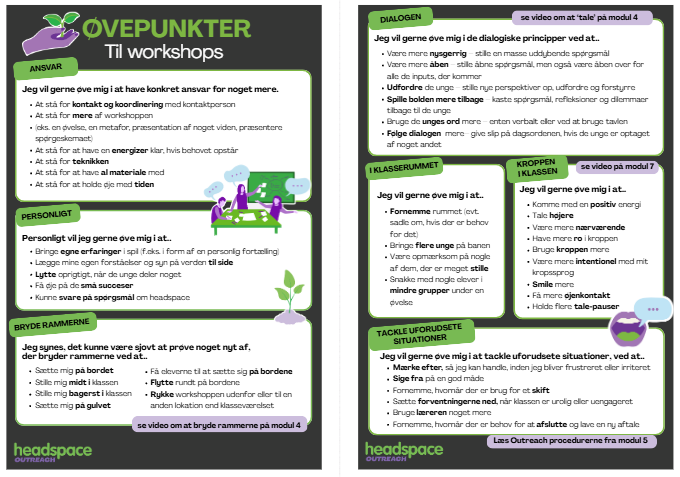 ØVEPUNKTER
Til workshops
ANSVAR
Jeg vil gerne øve mig i at have konkret ansvar for noget mere.
• At stå for kontakt og koordinering med kontaktperson
• At stå for mere af workshoppen
• (eks. en øvelse, en metafor, præsentation af noget viden, præsentere
spørgeskemaet)
• At stå for at have en energizer klar, hvis behovet opstår
• At stå for teknikken
• At stå for at have al materiale med
• At stå for at holde øje med tiden
PERSONLIGT
Personligt vil jeg gerne øve mig i at..
• Bringe egne erfaringer i spil (f.eks. i form af en personlig fortælling)
• Lægge mine egen forståelser og syn på verden til side
• Lytte oprigtigt, når de unge deler noget
• Få øje på de små succeser
• Kunne svare på spørgsmål om headspace
BRYDE RAMMERNE
Jeg synes, det kunne være sjovt at prøve noget nyt af,
der bryder rammerne ved at..
• Sætte mig på bordet
• Stille mig midt i klassen
• Stille mig bagerst i klassen
• Sætte mig på gulvet
• Få eleverne til at sætte sig på bordene
• Flytte rundt på bordene
• Rykke workshoppen udenfor eller til en
anden lokation end klasseværelset
se video om at bryde rammerne på modul 4
headspace
OUTREACH
DIALOGEN
se video om at 'tale' på modul 4
Jeg vil gerne øve mig i de dialogiske principper ved at..
• Være mere nysgerrig – stille en masse uddybende spørgsmål
• Være mere åben – stille åbne spørgsmål, men også være åben over for
alle de inputs, der kommer
• Udfordre de unge – stille nye perspektiver op, udfordre og forstyrre
• Spille bolden mere tilbage – kaste spørgsmål, refleksioner og dilemmaer
tilbage til de unge
• Bruge de unges ord mere – enten verbalt eller ved at bruge tavlen
• Følge dialogen mere – give slip på dagsordenen, hvis de unge er optaget
af noget andet
I KLASSERUMMET
Jeg vil gerne øve mig i at..
• Fornemme rummet (evt.
sadle om, hvis der er behov
for det)
• Bringe flere unge på banen
• Være opmærksom på nogle
af dem, der er meget stille
• Snakke med nogle elever i
mindre grupper under en
øvelse
KROPPEN
I KLASSEN
se video på modul 7
Jeg vil gerne øve mig i at..
• Komme med en positiv energi
• Tale højere
• Være mere nærværende
• Have mere ro i kroppen
• Bruge kroppen mere
• Være mere intentionel med mit
kropssprog
• Smile mere
• Få mere øjenkontakt
• Holde flere tale-pauser
TACKLE UFORUDSETE
SITUATIONER
Jeg vil gerne øve mig i at tackle uforudsete situationer, ved at..
• Mærke efter, så jeg kan handle, inden jeg bliver frustreret eller irriteret
• Sige fra på en god måde
• Fornemme, hvornår der er brug for et skift
• Sætte forventningerne ned, når klassen er urolig eller uengageret
• Bruge læreren noget mere
• Fornemme, hvornår der er behov for at afslutte og lave en ny aftale
Læs Outreach procedurerne fra modul 5
headspace
OUTREACH